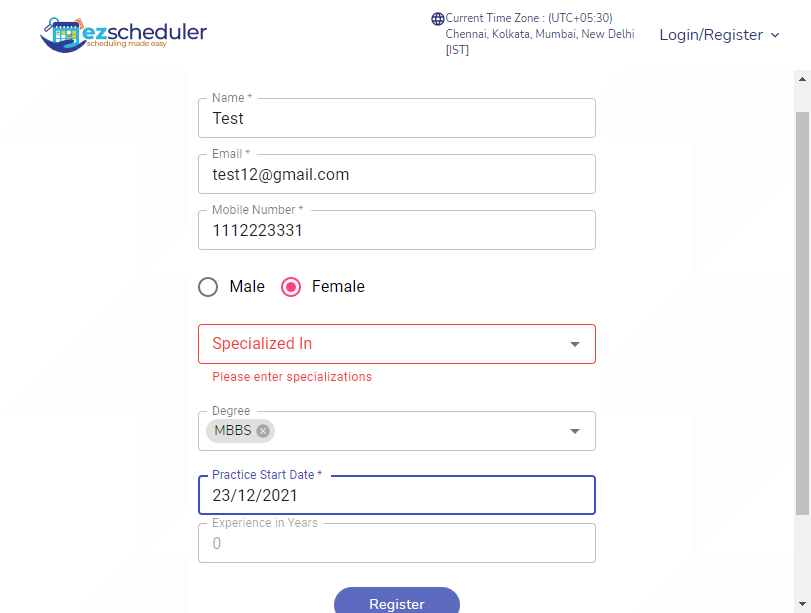 ezscheduler
scheduling made easy
Current Time Zone : (UTC+05:30)
Chennai, Kolkata, Mumbai, New Delhi
[IST]
Login/Register
Name *
Test
Email *
test12@gmail.com
Mobile Number *
1112223331
Male Female
Specialized In
Please enter specializations
Degree
MBBS
Practice Start Date *
23/12/2021
Experience in Years
0
Register